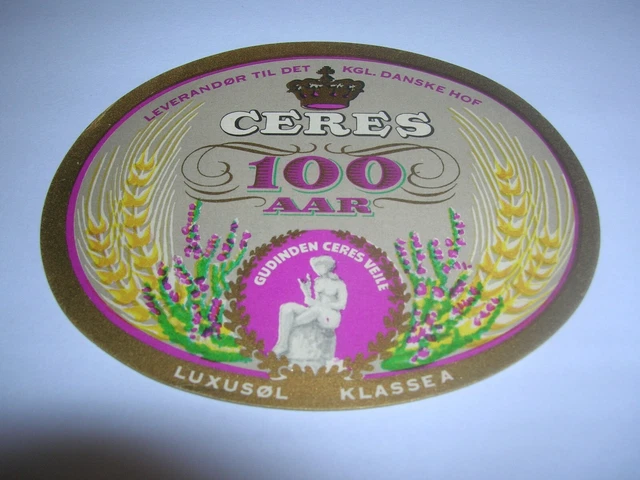 LEVERANDØR TIL DET KGL. DANSKE HOF
CERES
100
AAR
GUDINDEN CERES VEJLE
LUXUSØL KLASSE A